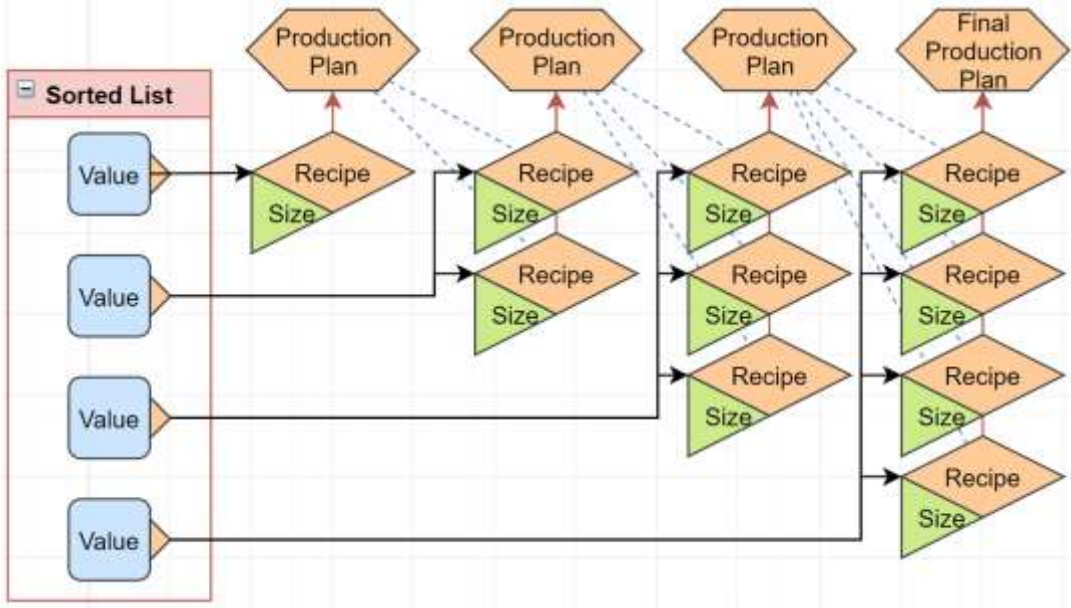 Production
Plan
Production
Plan
Production
Plan
Final
Production
Plan
Sorted List
Value
Recipe
Size
Recipe
Size
Recipe
Size
Recipe
Size
Value
Recipe
Size
Recipe
Size
Recipe
Size
Value
Recipe
Size
Recipe
Size
Value
Recipe
Size